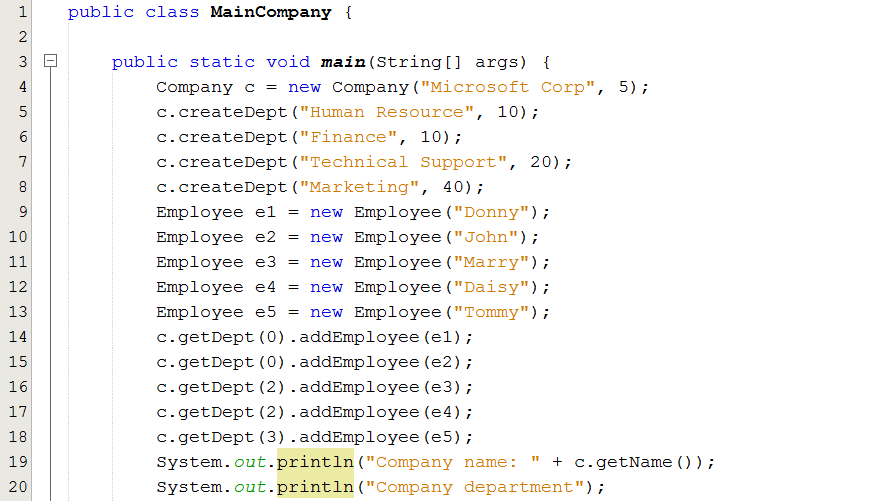 1 public class MainCompany {
2
3 public static void main(String[] args) {
4 Company c = new Company("Microsoft Corp", 5);
5 c.createDept("Human Resource", 10);
6 c.createDept("Finance", 10);
7 c.createDept("Technical Support", 20);
8 c.createDept("Marketing", 40);
9 Employee e1 = new Employee("Donny");
10 Employee e2 = new Employee("John");
11 Employee e3 = new Employee("Marry");
12 Employee e4 = new Employee("Daisy");
13 Employee e5 = new Employee("Tommy");
14 c.getDept(0).addEmployee(e1);
15 c.getDept(0).addEmployee(e2);
16 c.getDept(2).addEmployee(e3);
17 c.getDept(2).addEmployee(e4);
18 c.getDept(3).addEmployee(e5);
19 System.out.println("Company name: " + c.getName());
20 System.out.println("Company department");